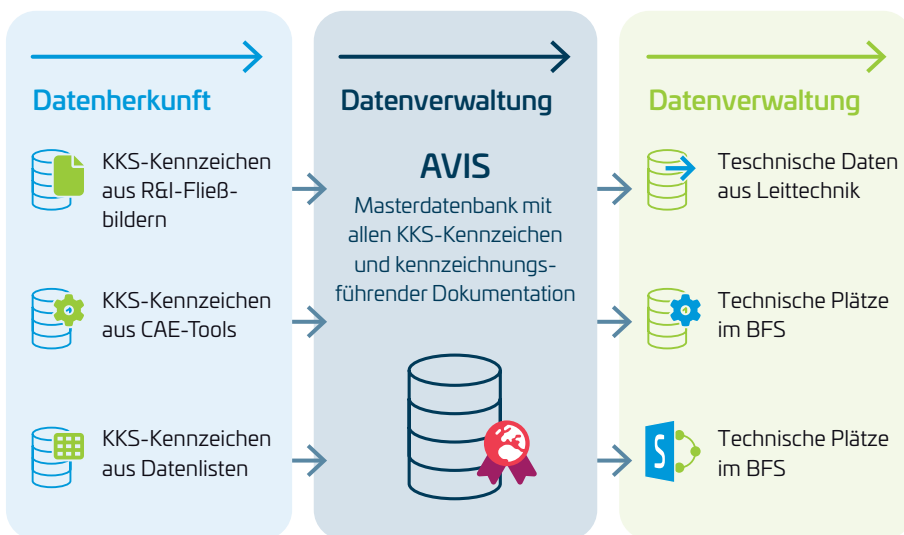 Datenherkunft
KKS-Kennzeichen
aus R&I-Fließ-
bildern
KKS-Kennzeichen
aus CAE-Tools
KKS-Kennzeichen
aus Datenlisten
Datenverwaltung
AVIS
Masterdatenbank mit
allen KKS-Kennzeichen
und kennzeichnungs-
führender Dokumentation
Datenverwaltung
Teschnische Daten
aus Leittechnik
Technische Plätze
im BFS
S
Technische Plätze
im BFS